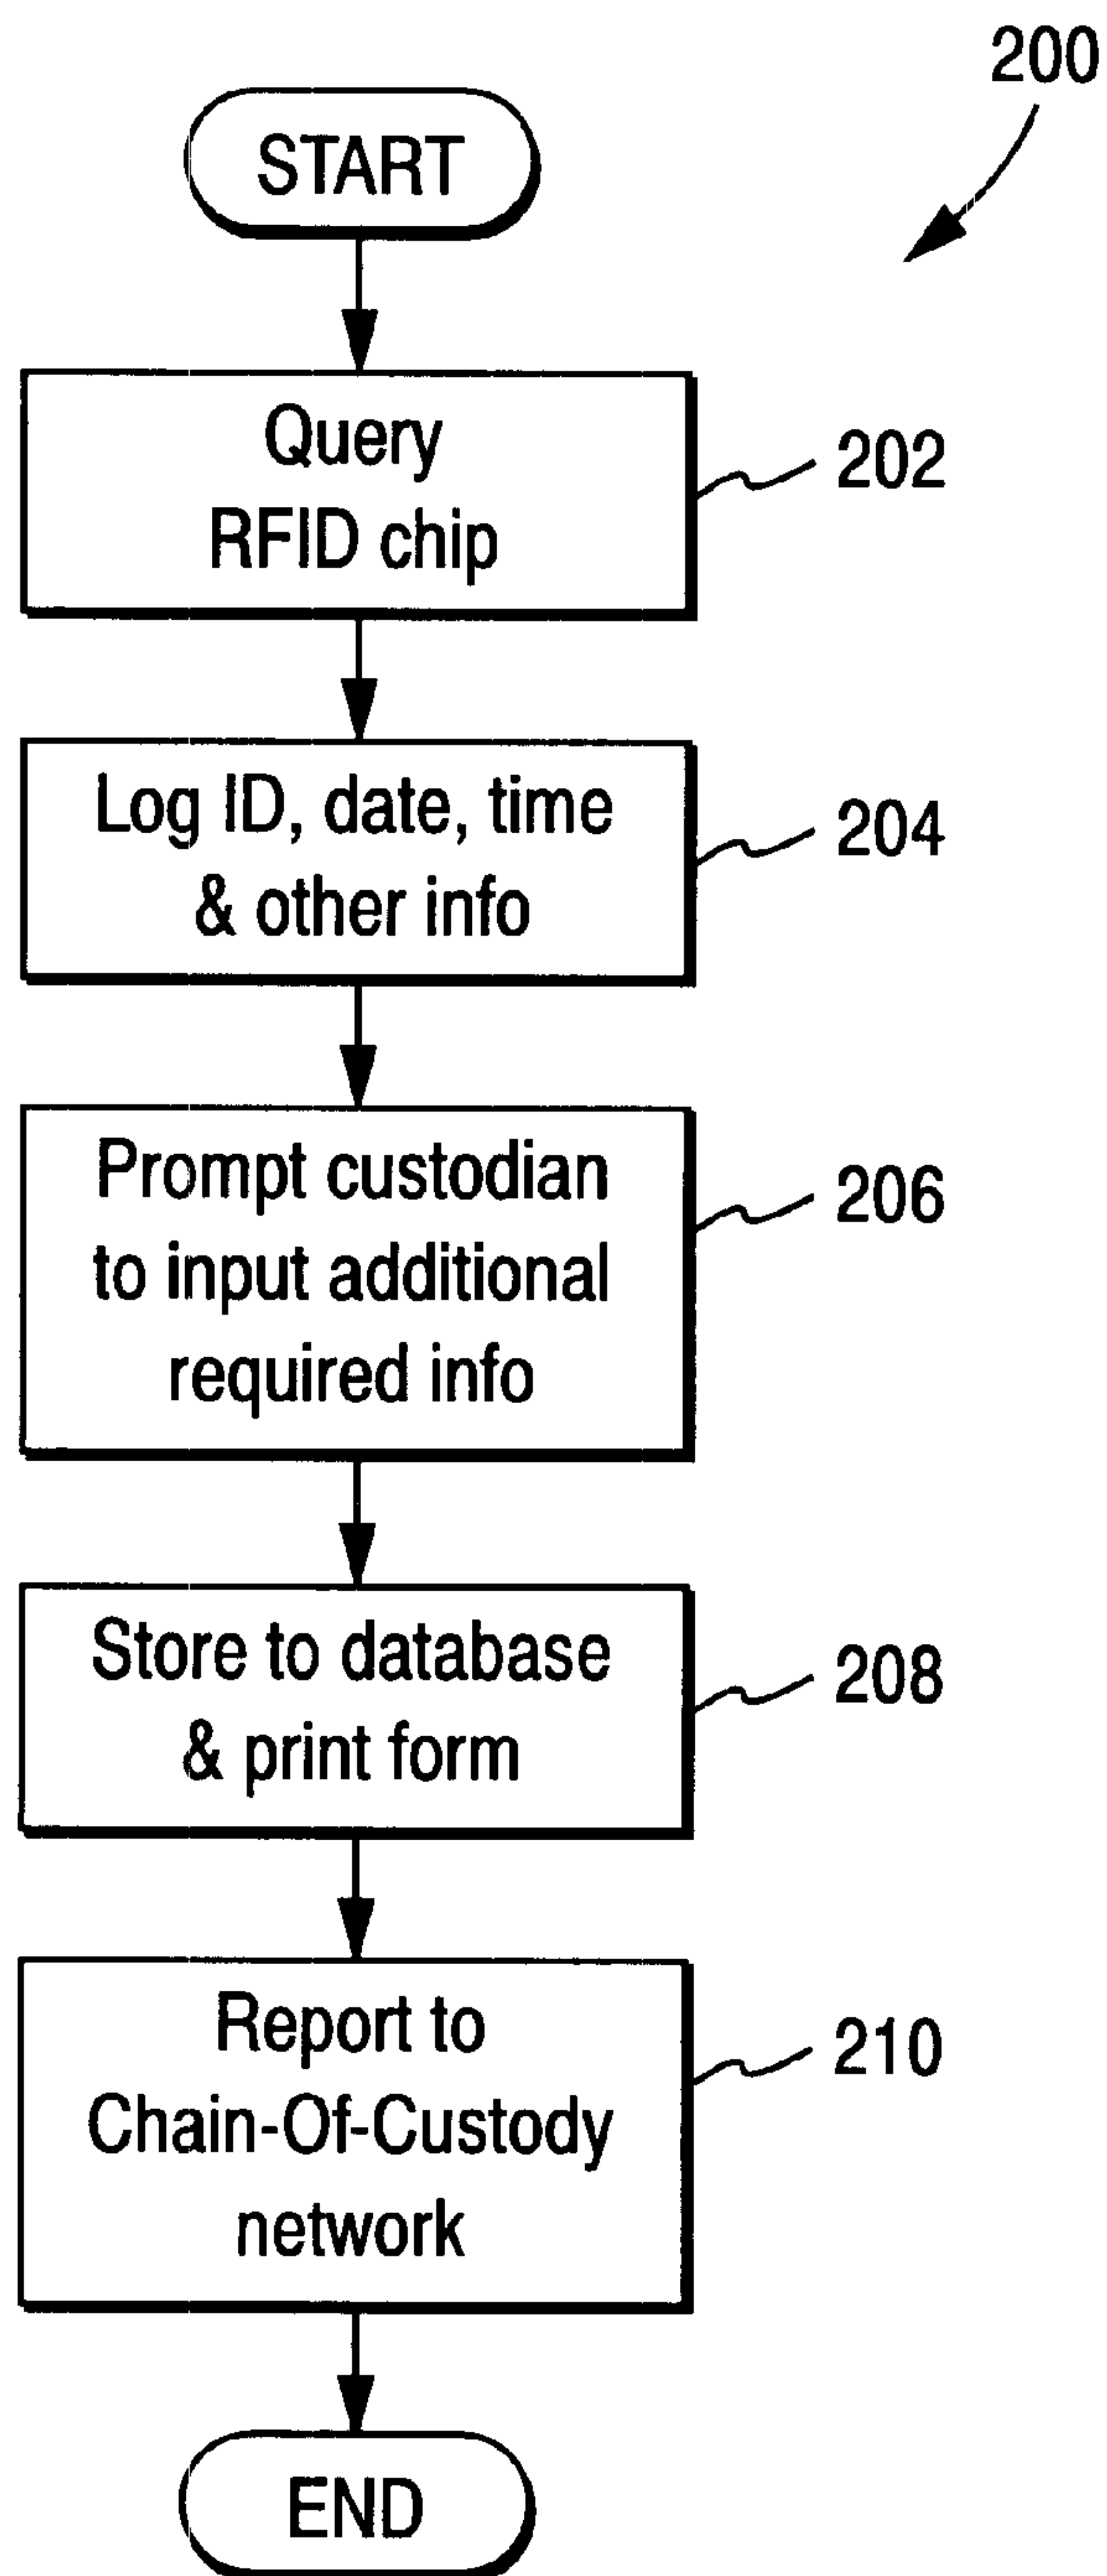 200
START
Query
RFID chip
202
Log ID, date, time
& other info
204
Prompt custodian
to input additional
required info
206
Store to database
& print form
208
Report to
Chain-Of-Custody
network
210
END